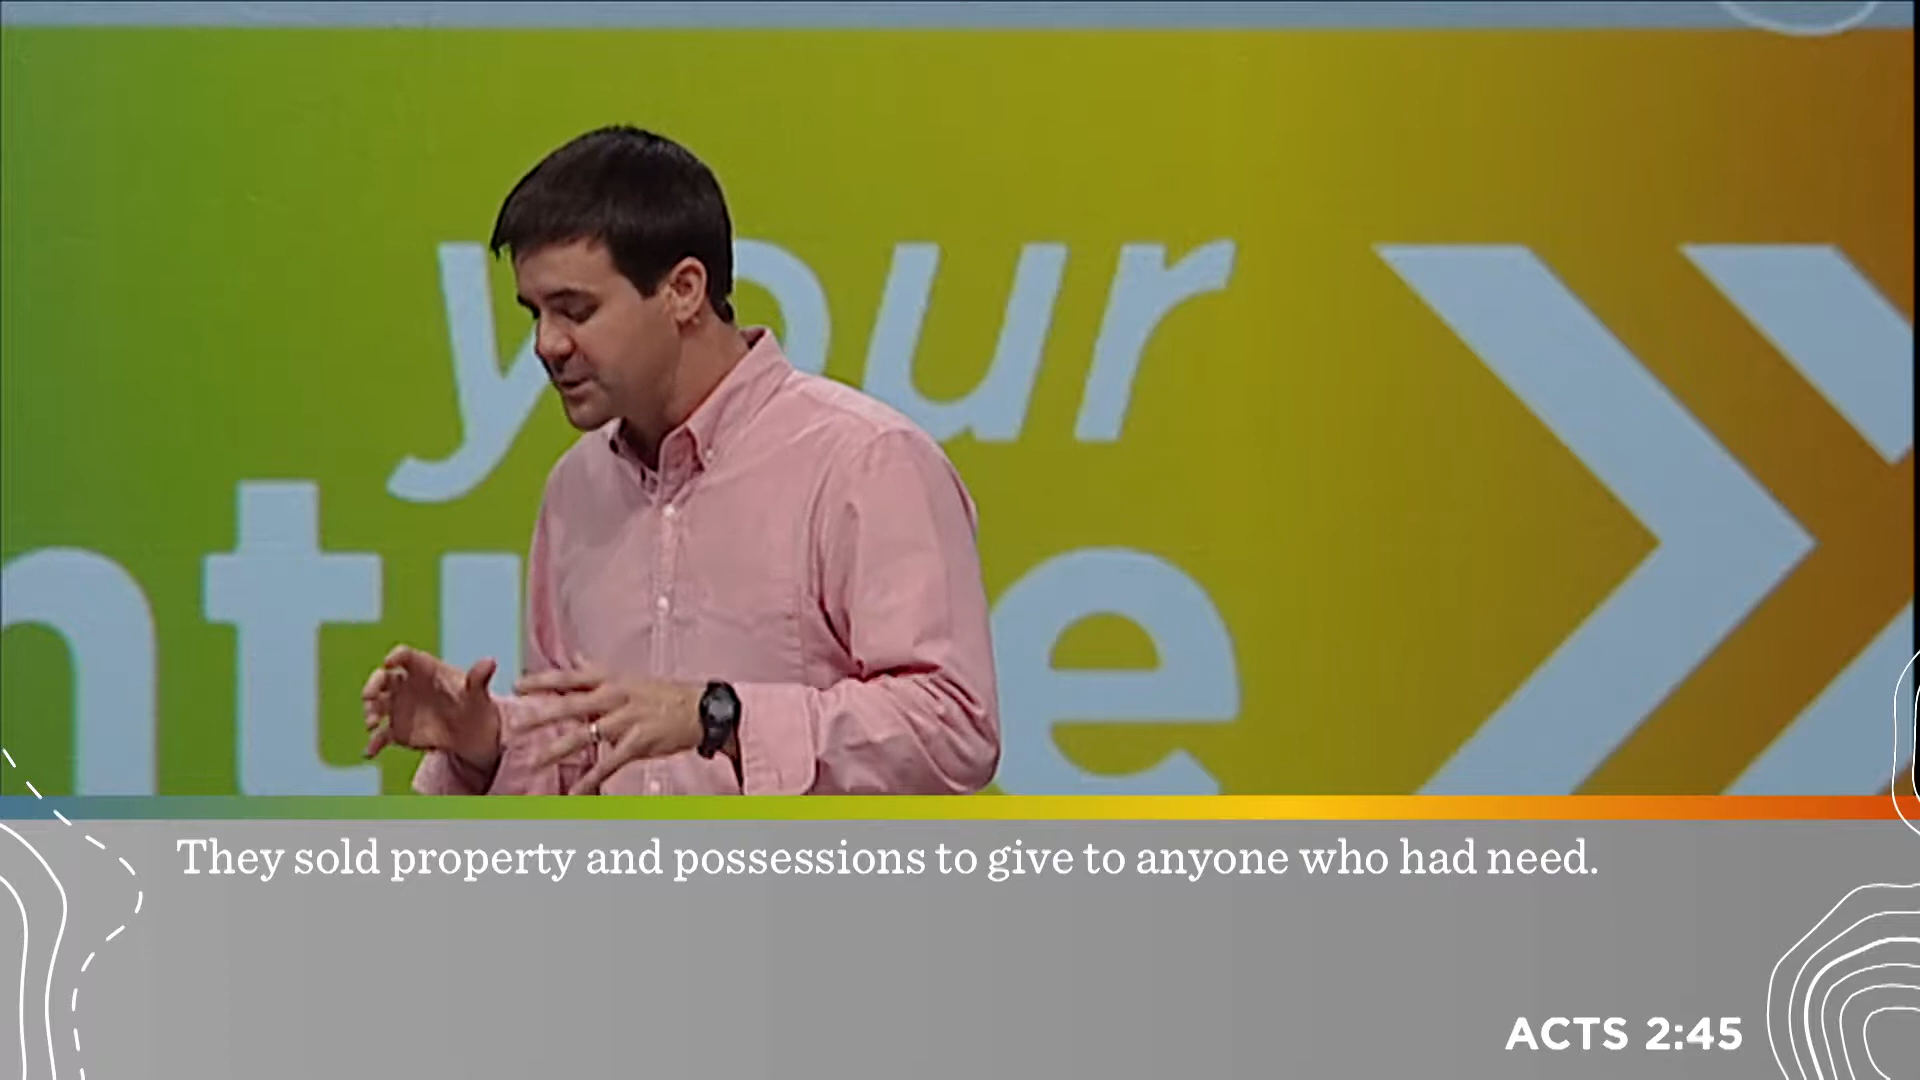 your
They sold property and possessions to give to anyone who had need.
ACTS 2:45